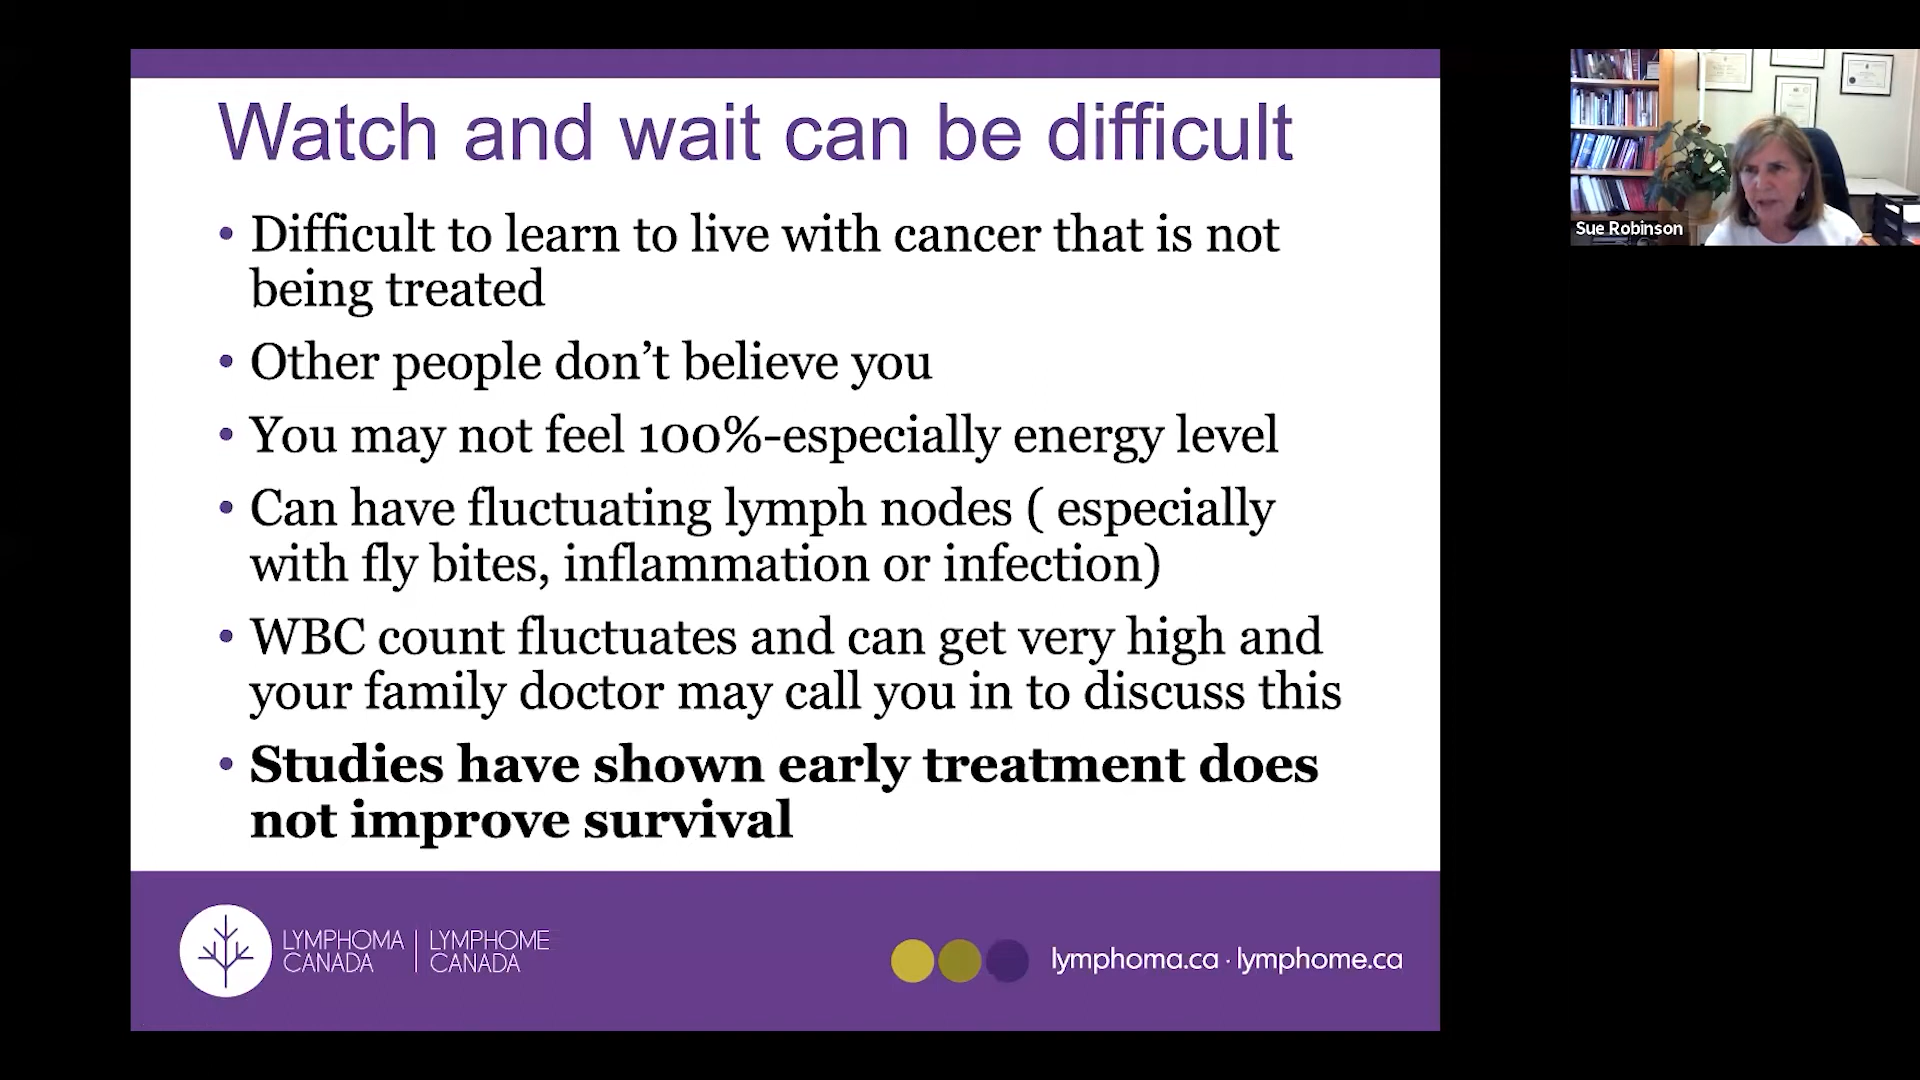 Watch and wait can be difficult
• Difficult to learn to live with cancer that is not
being treated
• Other people don’t believe you
• You may not feel 100%-especially energy level
• Can have fluctuating lymph nodes ( especially
with fly bites, inflammation or infection)
• WBC count fluctuates and can get very high and
your family doctor may call you in to discuss this
• Studies have shown early treatment does
not improve survival
LYMPHOMA CANADA | LYMPHOME CANADA
lymphoma.ca · lymphome.ca
Sue Robinson